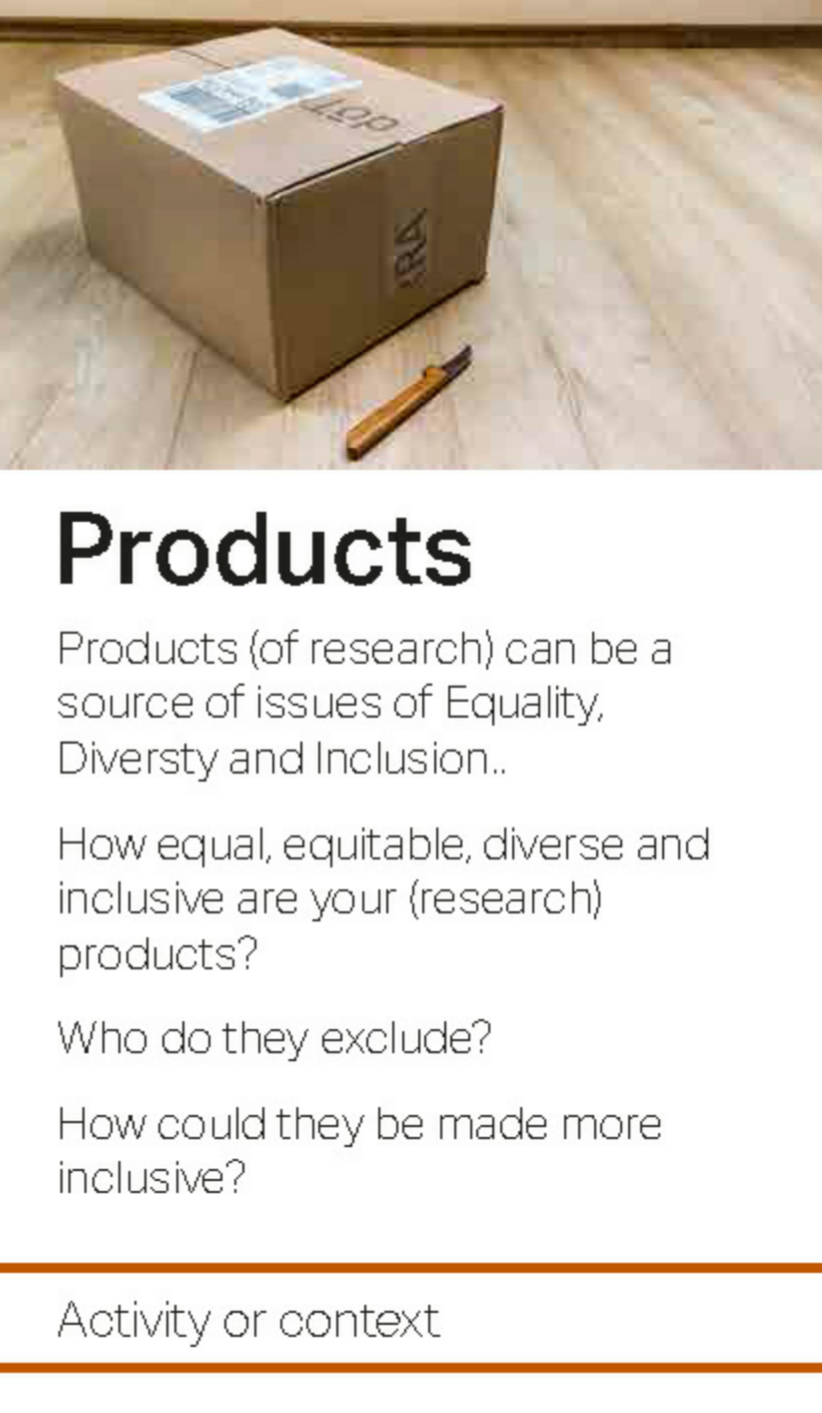 Products
Products (of research) can be a
source of issues of Equality,
Diversty and Inclusion..
How equal, equitable, diverse and
inclusive are your (research)
products?
Who do they exclude?
How could they be made more
inclusive?
Activity or context